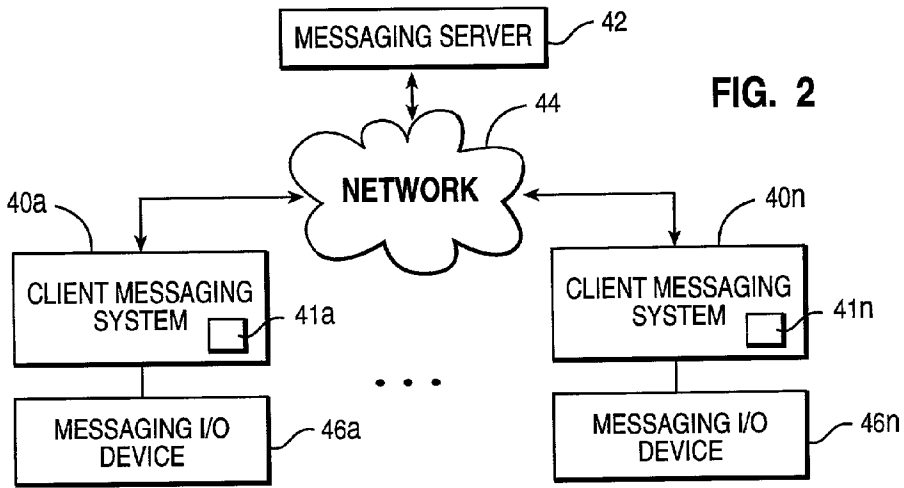 MESSAGING SERVER
42
FIG. 2
44
NETWORK
40a
40n
CLIENT MESSAGING
SYSTEM
41a
CLIENT MESSAGING
SYSTEM
41n
• • •
MESSAGING I/O
DEVICE
46a
MESSAGING I/O
DEVICE
46n